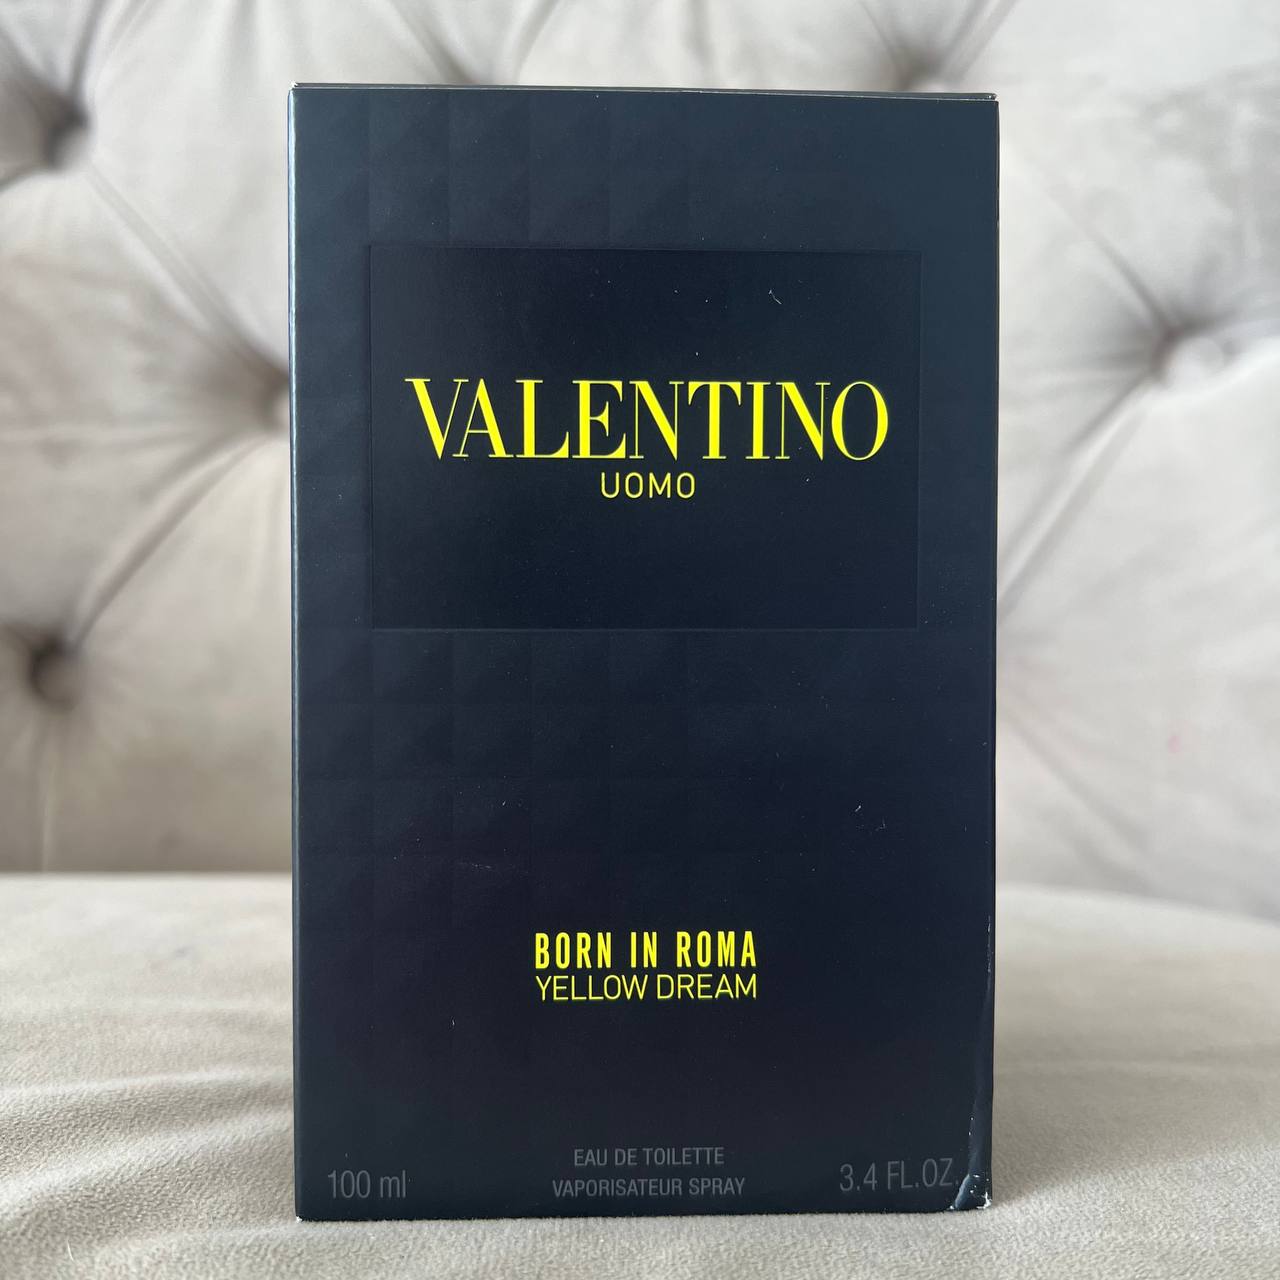 VALENTINO
UOMO
BORN IN ROMA
YELLOW DREAM
EAU DE TOILETTE
100 ml VAPORISATEUR SPRAY 3.4 FL.OZ.